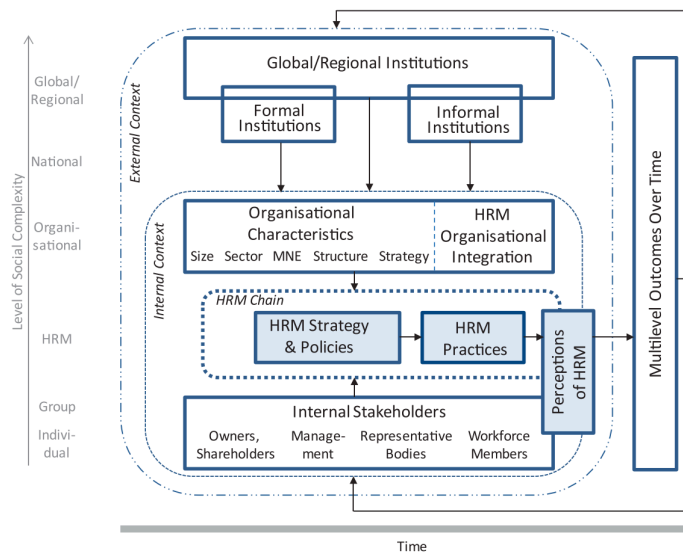 Global/
Regional
National
Organi-
sational
HRM
Group
Individ-
dual
Level of Social Complexity
External Context
Internal Context
Global/Regional Institutions
Formal
Institutions
Informal
Institutions
Organisational
Characteristics
Size Sector MNE Structure Strategy
HRM
Organisational
Integration
HRM Chain
HRM Strategy
& Policies
HRM
Practices
Perceptions
of HRM
Internal Stakeholders
Owners,
Shareholders
Manage-
ment
Representative
Bodies
Workforce
Members
Multilevel Outcomes Over Time
Time